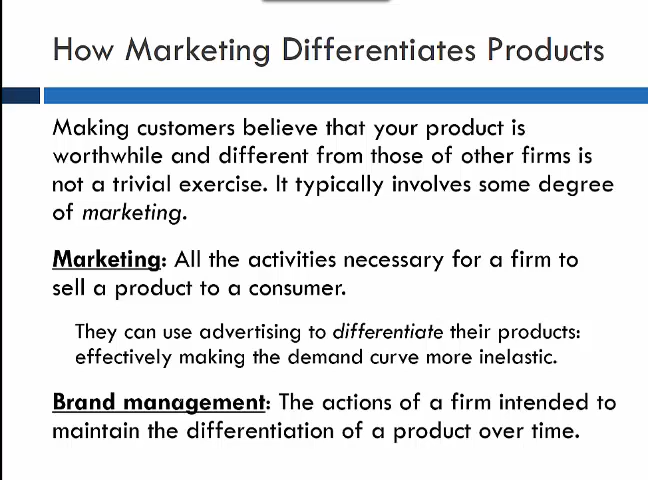 How Marketing Differentiates Products
Making customers believe that your product is
worthwhile and different from those of other firms is
not a trivial exercise. It typically involves some degree
of marketing.
Marketing: All the activities necessary for a firm to
sell a product to a consumer.
They can use advertising to differentiate their products:
effectively making the demand curve more inelastic.
Brand management: The actions of a firm intended to
maintain the differentiation of a product over time.